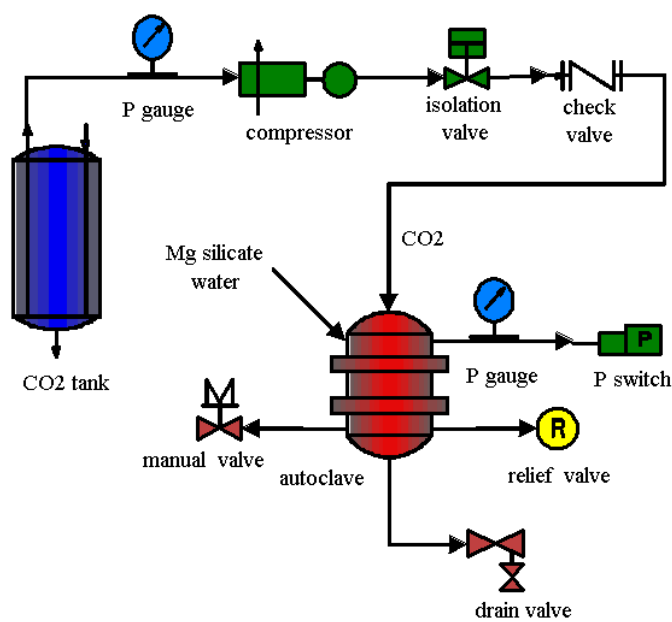 P gauge
compressor
isolation
valve
check
valve
CO2
Mg silicate
water
CO2 tank
P gauge
P
P switch
manual valve
autoclave
R
relief valve
drain valve